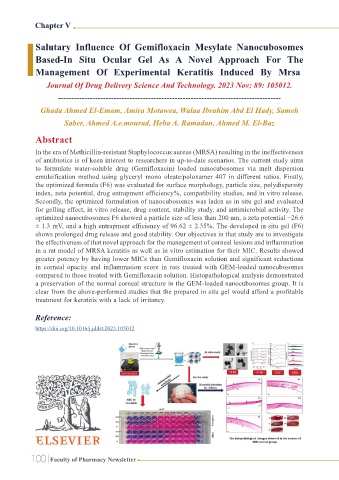 Chapter V
Salutary Influence Of Gemifloxacin Mesylate Nanocubosomes
Based-In Situ Ocular Gel As A Novel Approach For The
Management Of Experimental Keratitis Induced By Mrsa
Journal Of Drug Delivery Science And Technology. 2023 Nov; 89: 105012.
Ghada Ahmed El-Emam, Amira Motawea, Walaa Ibrahim Abd El Hady, Sameh
Saber, Ahmed A.e.mourad, Heba A. Ramadan, Ahmed M. El-Baz
Abstract
In the era of Methicillin-resistant Staphylococcus aureus (MRSA) resulting in the ineffectiveness
of antibiotics is of keen interest to researchers in up-to-date scenarios. The current study aims
to formulate water-soluble drug (Gemifloxacin) loaded nanocubosomes via melt dispersion
emulsification method using glyceryl mono oleate/poloxamer 407 in different ratios. Firstly,
the optimized formula (F6) was evaluated for surface morphology, particle size, polydispersity
index, zeta potential, drug entrapment efficiency%, compatibility studies, and in vitro release.
Secondly, the optimized formulation of nanocubosomes was laden as in situ gel and evaluated
for gelling effect, in vitro release, drug content, stability study, and antimicrobial activity. The
optimized nanocubosomes F6 showed a particle size of less than 200 nm, a zeta potential −26.6
± 1.3 mV, and a high entrapment efficiency of 96.62 ± 2.35%. The developed in situ gel (F6)
shows prolonged drug release and good stability. Our objectives in that study are to investigate
the effectiveness of that novel approach for the management of corneal lesions and inflammation
in a rat model of MRSA keratitis as well as in vitro estimation for their MIC. Results showed
greater potency by having lower MICs than Gemifloxacin solution and significant reductions
in corneal opacity and inflammation score in rats treated with GEM-loaded nanocubosomes
compared to those treated with Gemifloxacin solution. Histopathological analysis demonstrated
a preservation of the normal corneal structure in the GEM-loaded nanocubosomes group. It is
clear from the above-performed studies that the prepared in situ gel would afford a profitable
treatment for keratitis with a lack of irritancy.
Reference:
https://doi.org/10.1016/j.jddst.2023.105012
ELSEVIER
100 Faculty of Pharmacy Newsletter